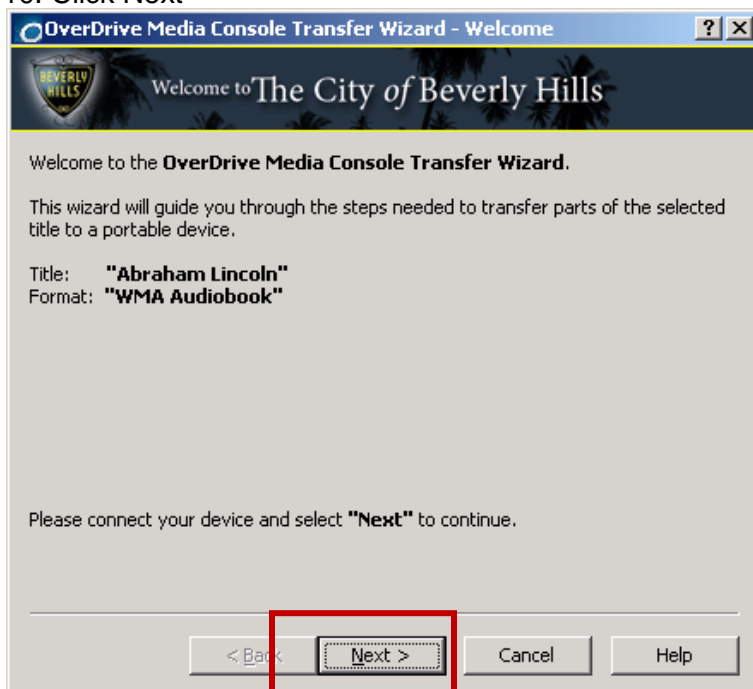 10. Click Next
OverDrive Media Console Transfer Wizard - Welcome
BEVERLY HILLS
Welcome to The City of Beverly Hills
Welcome to the OverDrive Media Console Transfer Wizard.
This wizard will guide you through the steps needed to transfer parts of the selected
title to a portable device.
Title: "Abraham Lincoln"
Format: "WMA Audiobook"
Please connect your device and select "Next" to continue.
< Back Next > Cancel Help